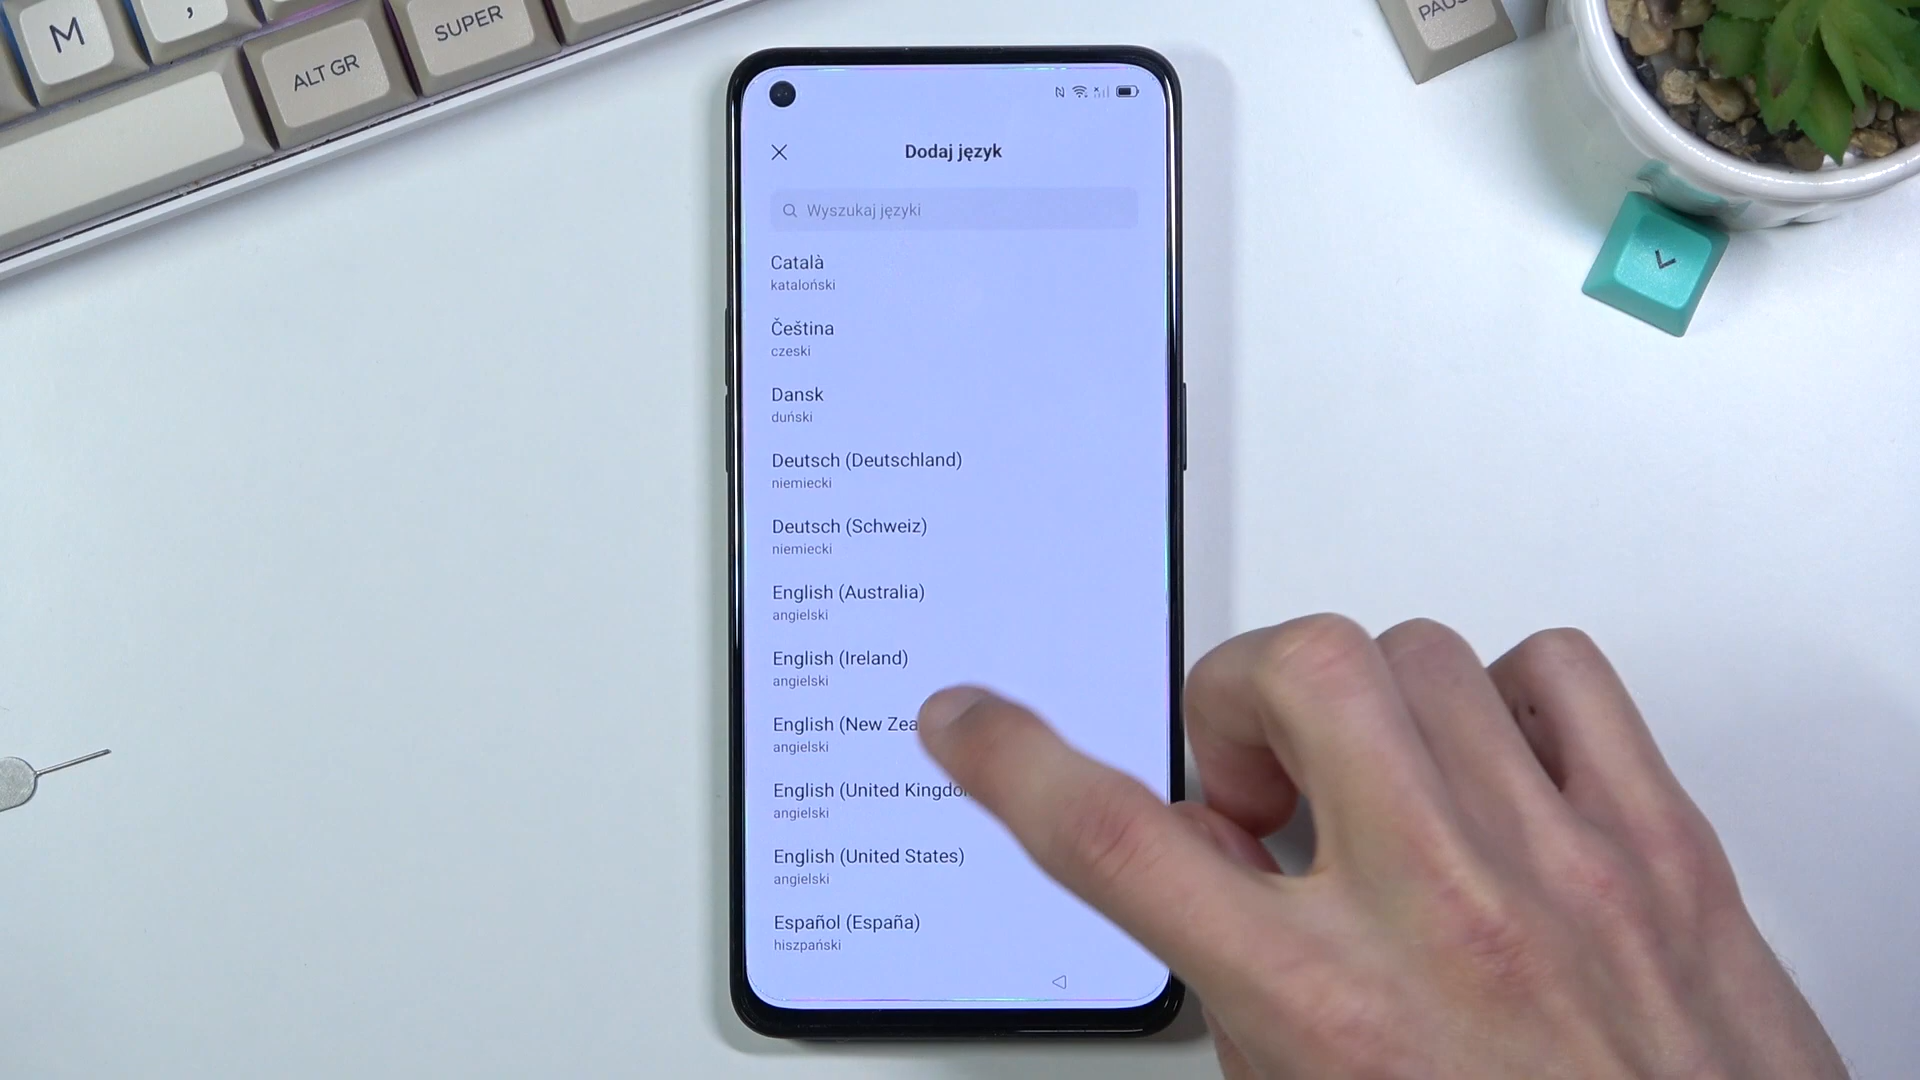 M
,
ALT GR
SUPER
Dodaj język
Wyszukaj języki
Català
kataloński
Čeština
czeski
Dansk
duński
Deutsch (Deutschland)
niemiecki
Deutsch (Schweiz)
niemiecki
English (Australia)
angielski
English (Ireland)
angielski
English (New Zea
angielski
English (United Kingdo
angielski
English (United States)
angielski
Español (España)
hiszpański